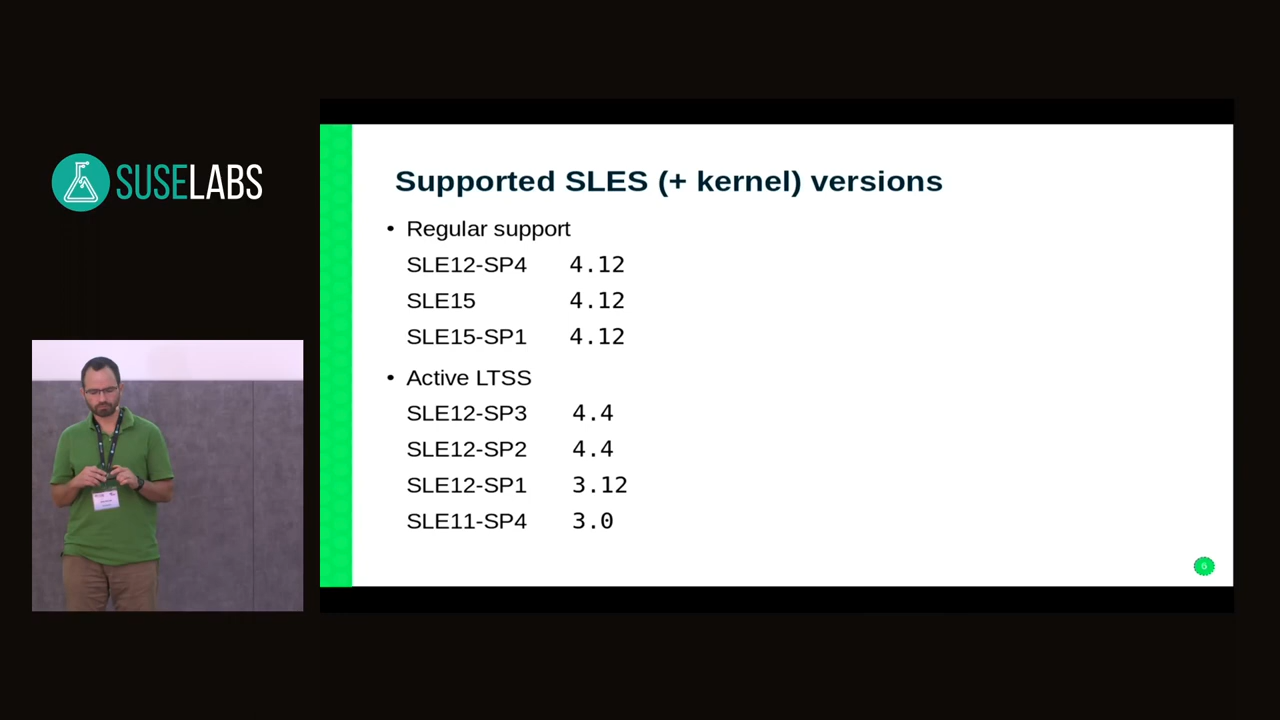 SUSELABS
Supported SLES (+ kernel) versions
• Regular support
SLE12-SP4 4.12
SLE15 4.12
SLE15-SP1 4.12
• Active LTSS
SLE12-SP3 4.4
SLE12-SP2 4.4
SLE12-SP1 3.12
SLE11-SP4 3.0
6